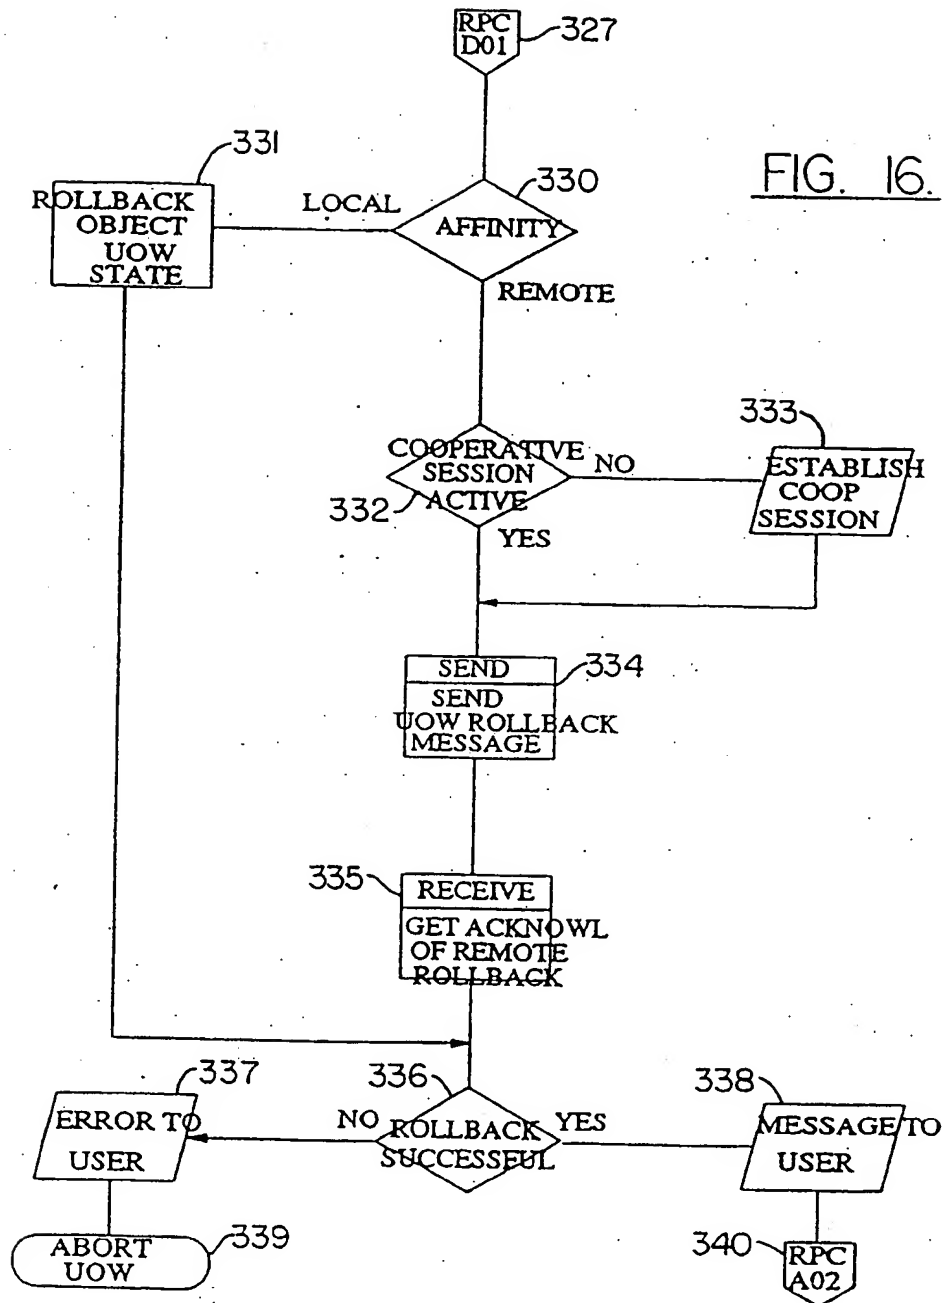 RPC
D01
327
FIG. 16.
331
ROLLBACK
OBJECT
UOW
STATE
LOCAL
330
AFFINITY
REMOTE
COOPERATIVE
SESSION
ACTIVE
332
NO
333
ESTABLISH
COOP
SESSION
YES
SEND
334
SEND
UOW ROLLBACK
MESSAGE
335
RECEIVE
GET ACKNOWL
OF REMOTE
ROLLBACK
336
ROLLBACK
SUCCESSFUL
NO
YES
337
ERROR TO
USER
338
MESSAGE TO
USER
ABORT
UOW
339
340
RPC
A02